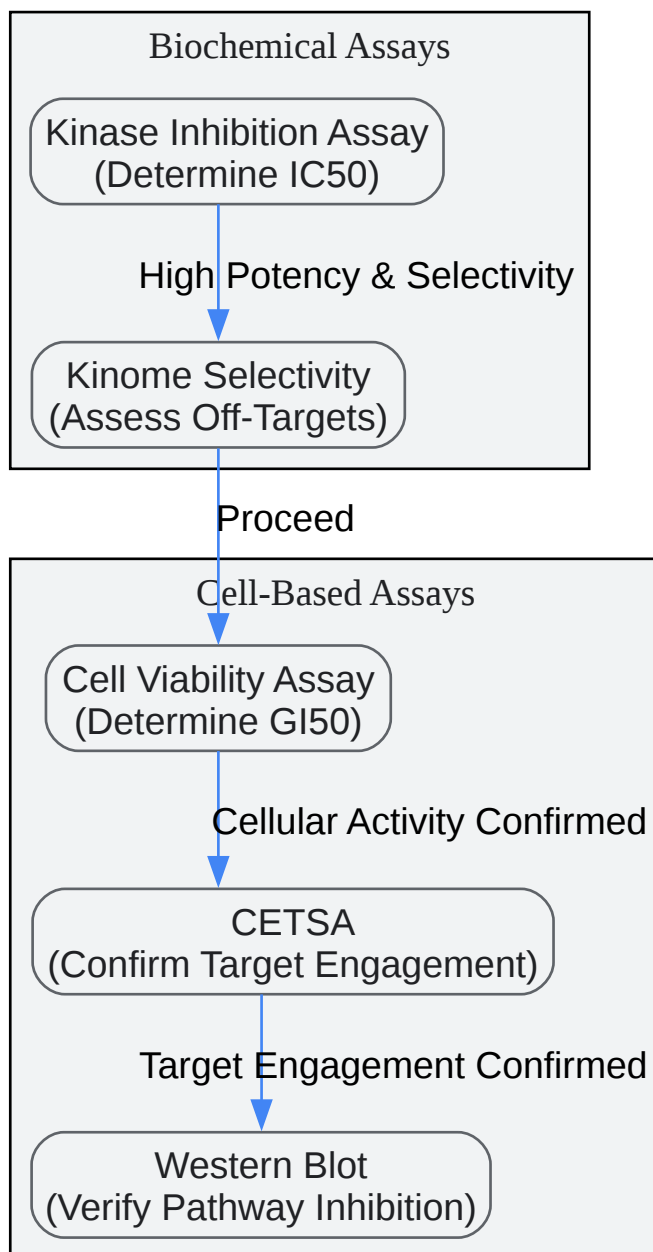 Biochemical Assays
Kinase Inhibition Assay
(Determine IC50)
High Potency & Selectivity
Kinome Selectivity
(Assess Off-Targets)
Proceed
Cell-Based Assays
Cell Viability Assay
(Determine GI50)
Cellular Activity Confirmed
CETSA
(Confirm Target Engagement)
Target Engagement Confirmed
Western Blot
(Verify Pathway Inhibition)